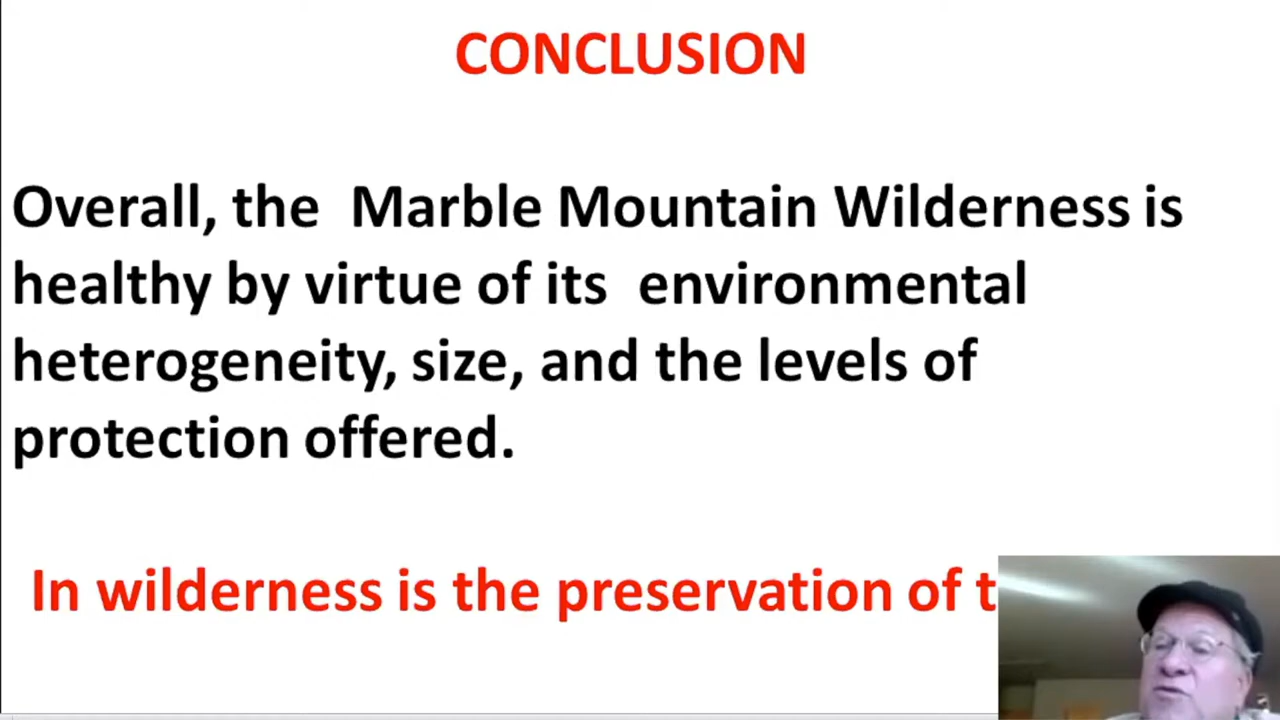 CONCLUSION
Overall, the Marble Mountain Wilderness is
healthy by virtue of its environmental
heterogeneity, size, and the levels of
protection offered.
In wilderness is the preservation of